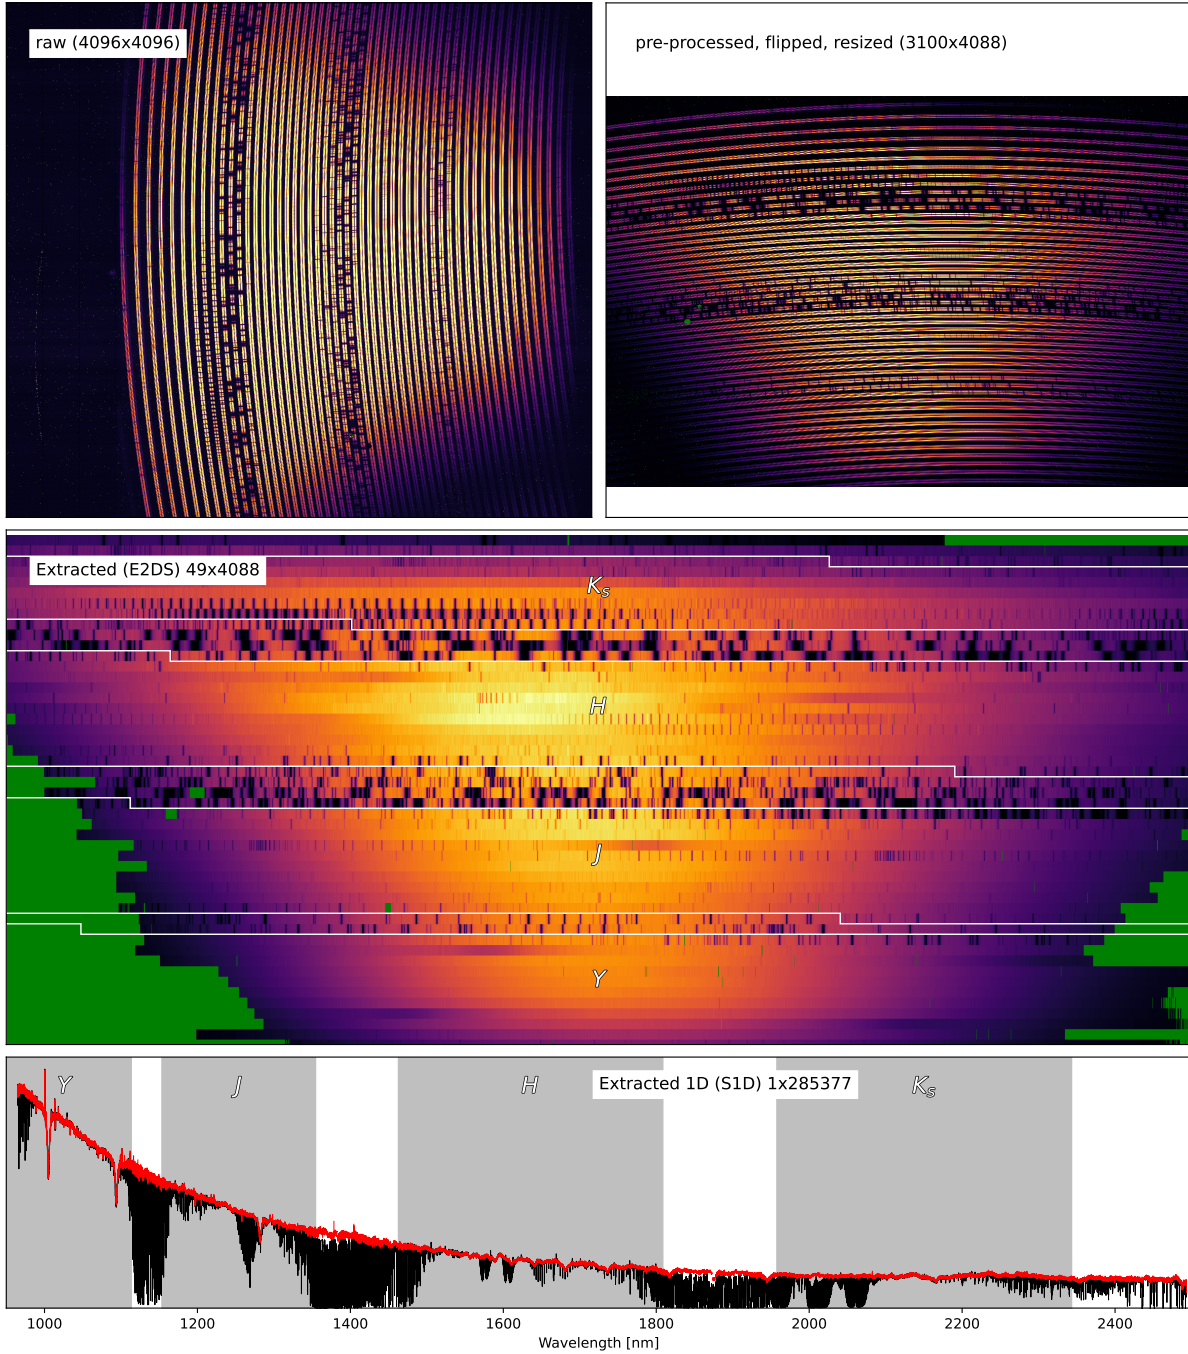 raw (4096x4096)
pre-processed, flipped, resized (3100x4088)
Extracted (E2DS) 49x4088
Ks
H
J
Y
Y
J
H
Extracted 1D (S1D) 1x285377
Ks
1000
1200
1400
1600
1800
2000
2200
2400
Wavelength [nm]